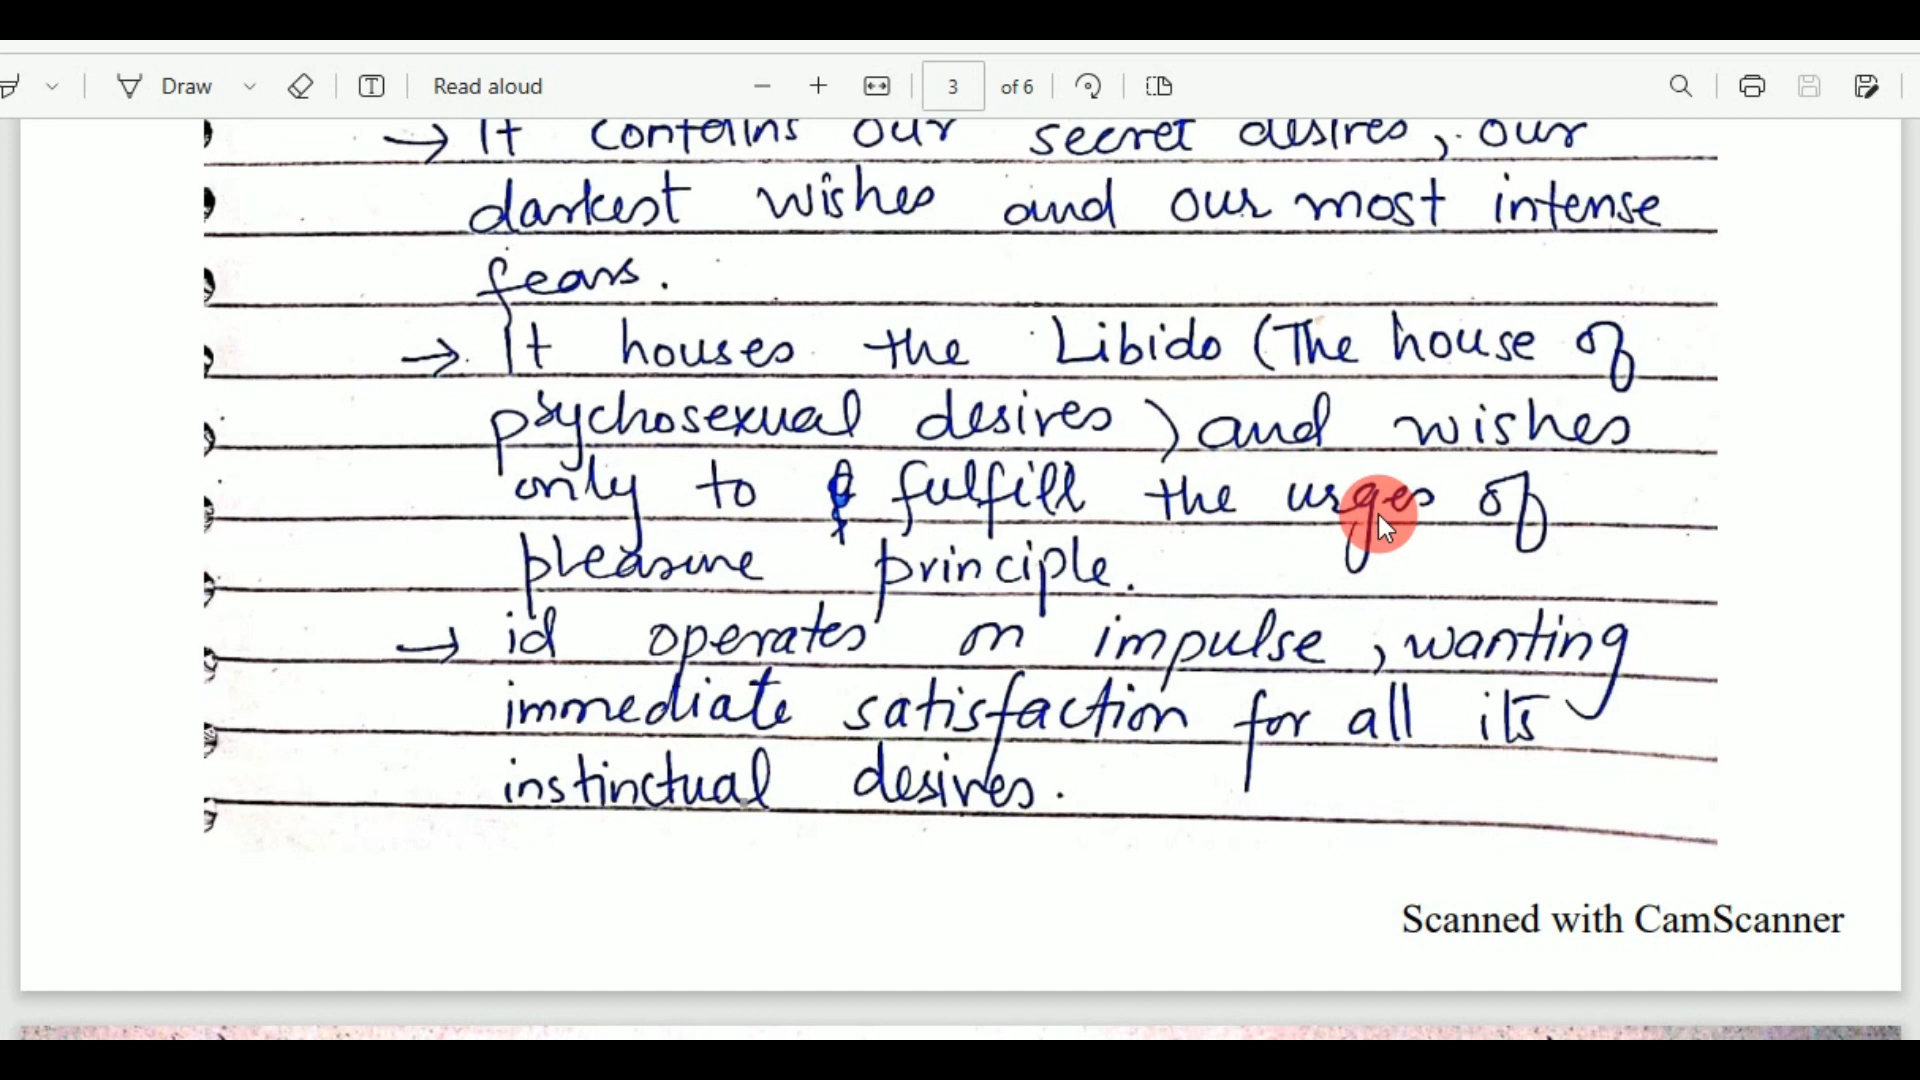 Draw
Read aloud
3 of 6
→ It contains our secret desires, our
darkest wishes and our most intense
fears.
→ It houses the Libido (The house of
psychosexual desires) and wishes
only to fulfill the urges of
pleasure principle.
→ id operates on impulse, wanting
immediate satisfaction for all its
instinctual desires.
Scanned with CamScanner